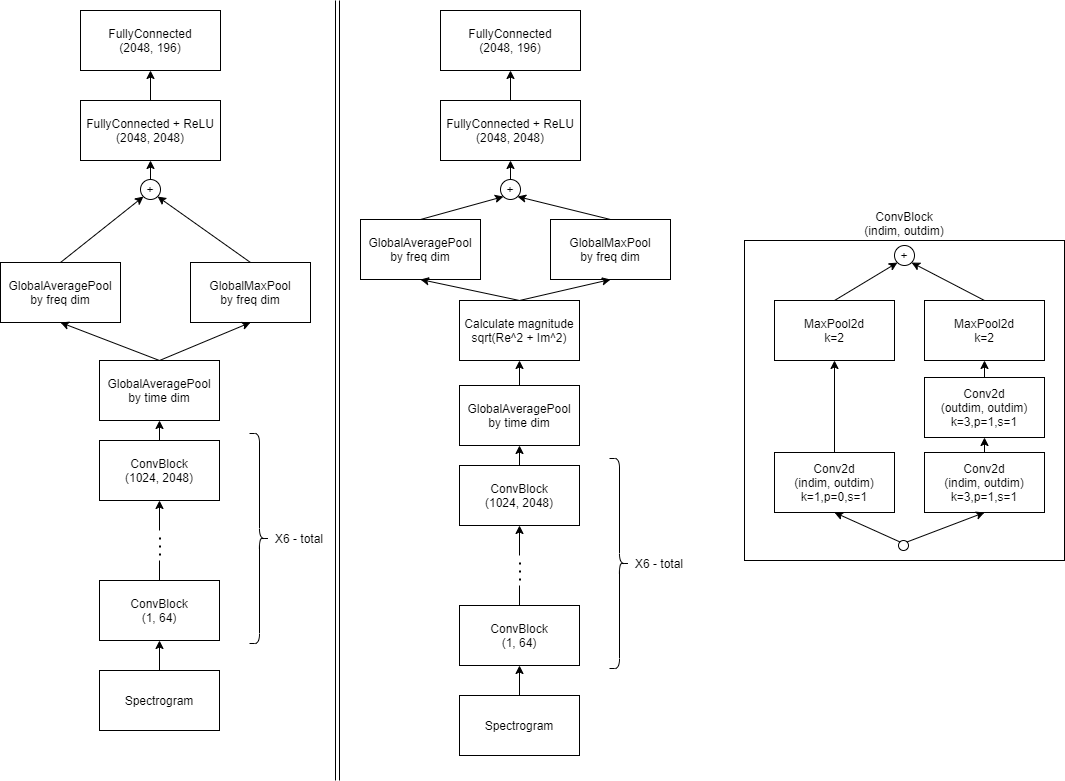 FullyConnected
(2048, 196)
FullyConnected + ReLU
(2048, 2048)
+
GlobalAveragePool
by freq dim
GlobalMaxPool
by freq dim
GlobalAveragePool
by time dim
ConvBlock
(1024, 2048)
X6 - total
ConvBlock
(1, 64)
Spectrogram
FullyConnected
(2048, 196)
FullyConnected + ReLU
(2048, 2048)
+
GlobalAveragePool
by freq dim
GlobalMaxPool
by freq dim
Calculate magnitude
sqrt(Re^2 + Im^2)
GlobalAveragePool
by time dim
ConvBlock
(1024, 2048)
X6 - total
ConvBlock
(1, 64)
Spectrogram
ConvBlock
(indim, outdim)
+
MaxPool2d
k=2
MaxPool2d
k=2
Conv2d
(outdim, outdim)
k=3,p=1,s=1
Conv2d
(indim, outdim)
k=1,p=0,s=1
Conv2d
(indim, outdim)
k=3,p=1,s=1